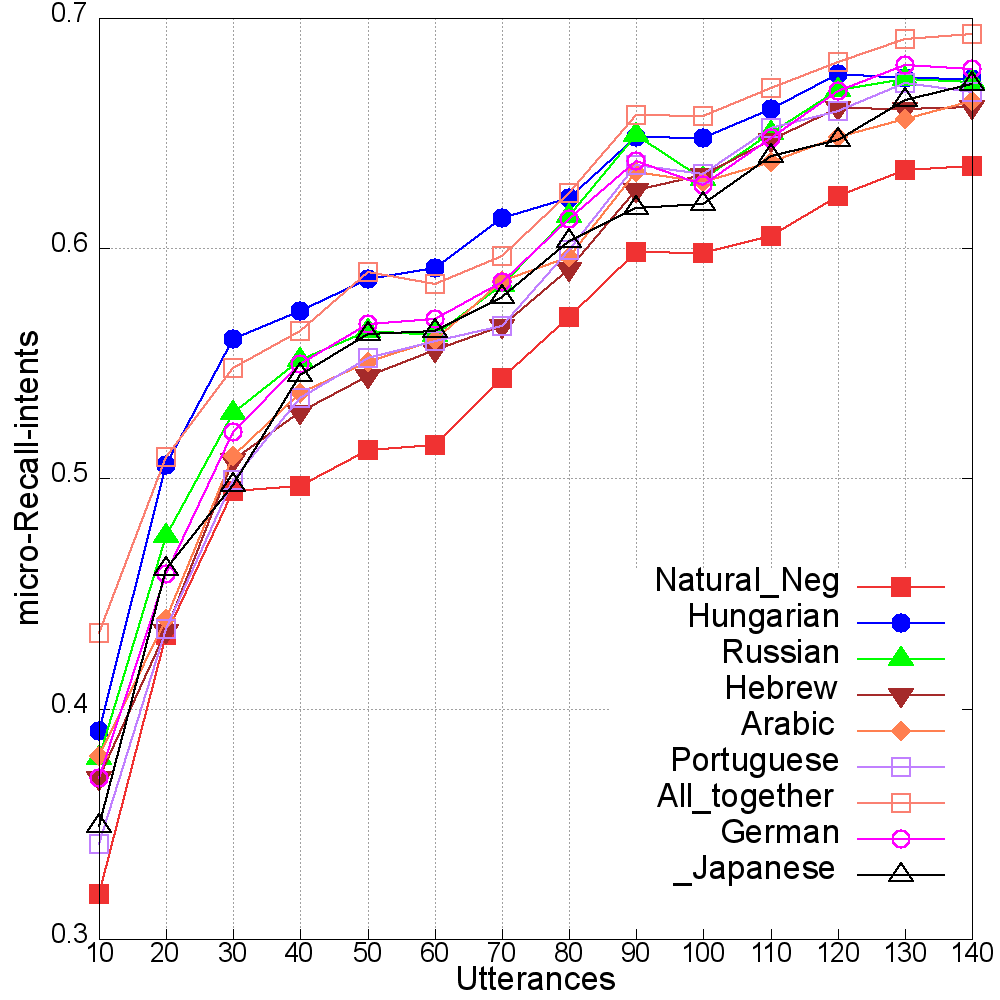 0.7
0.6
0.5
0.4
0.3
micro-Recall-intents
Natural_Neg
Hungarian
Russian
Hebrew
Arabic
Portuguese
All_together
German
_Japanese
10 20 30 40 50 60 70 80 90 100 110 120 130 140
Utterances